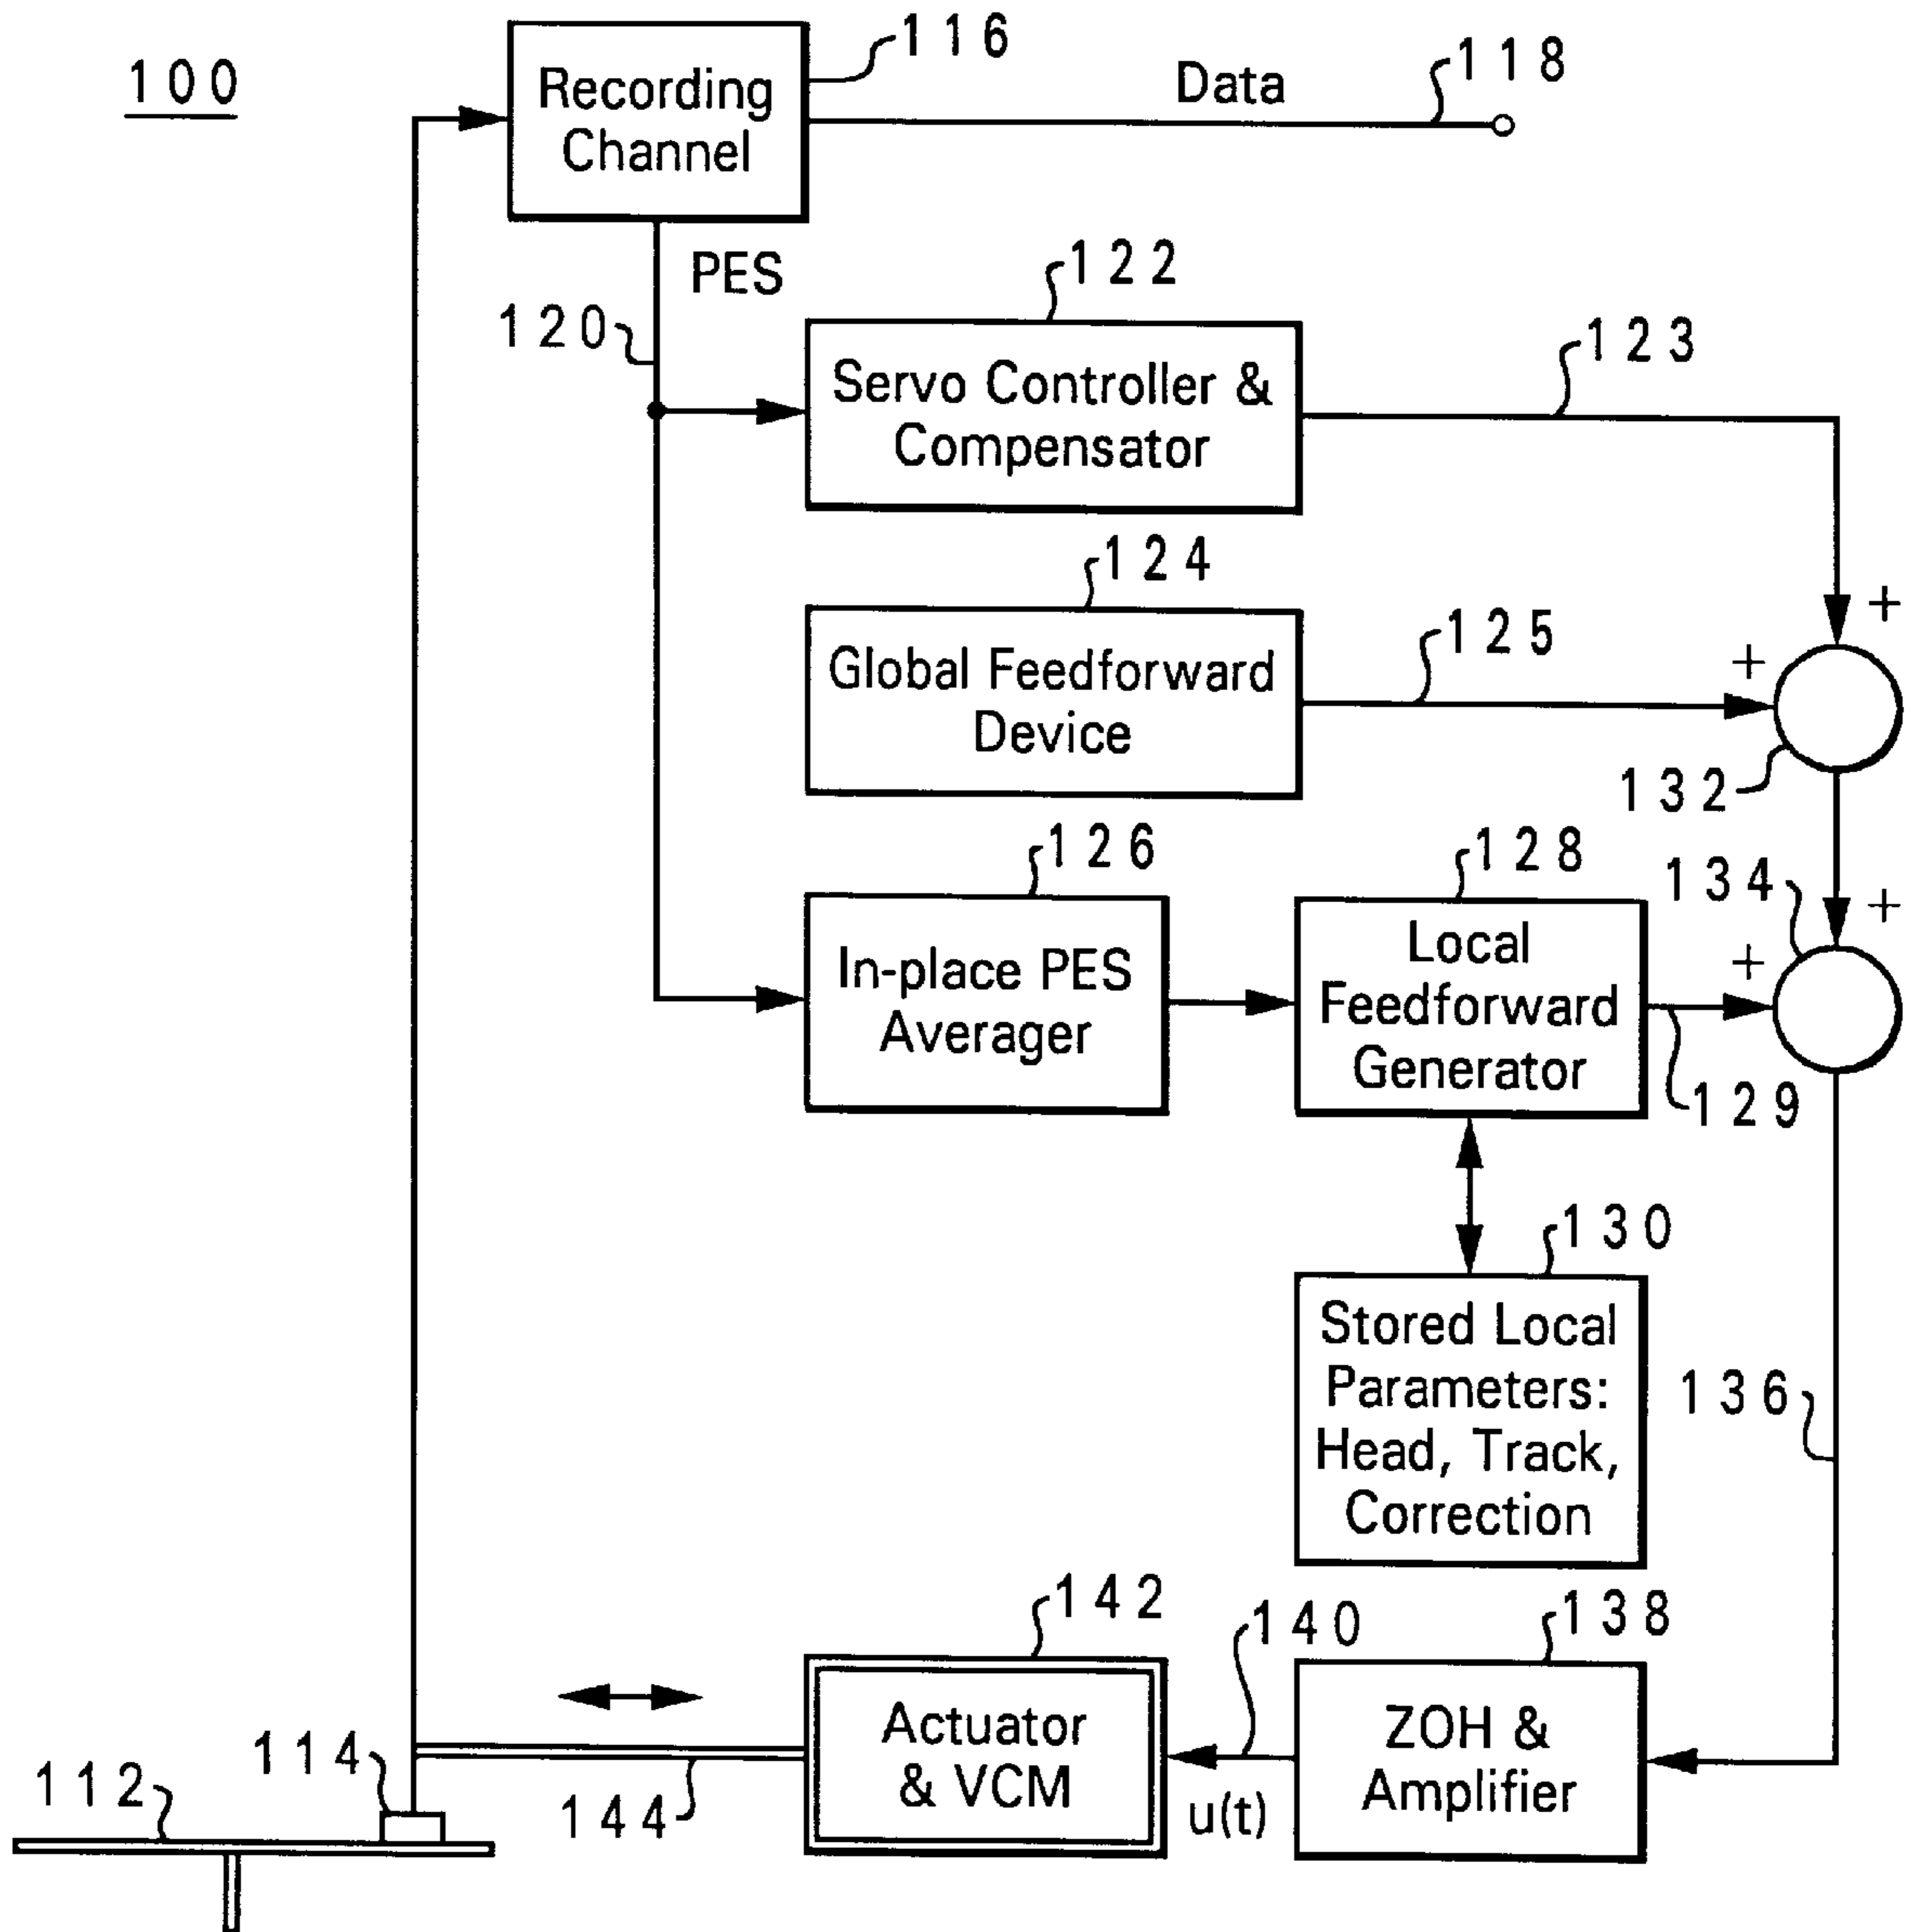 100
116
Recording
Channel
Data
118
PES
120
122
Servo Controller &
Compensator
123
124
Global Feedforward
Device
125
+
+
132
126
In-place PES
Averager
128
Local
Feedforward
Generator
134
+
+
129
130
Stored Local
Parameters:
Head, Track,
Correction
136
142
Actuator
& VCM
140
u(t)
138
ZOH &
Amplifier
144
114
112